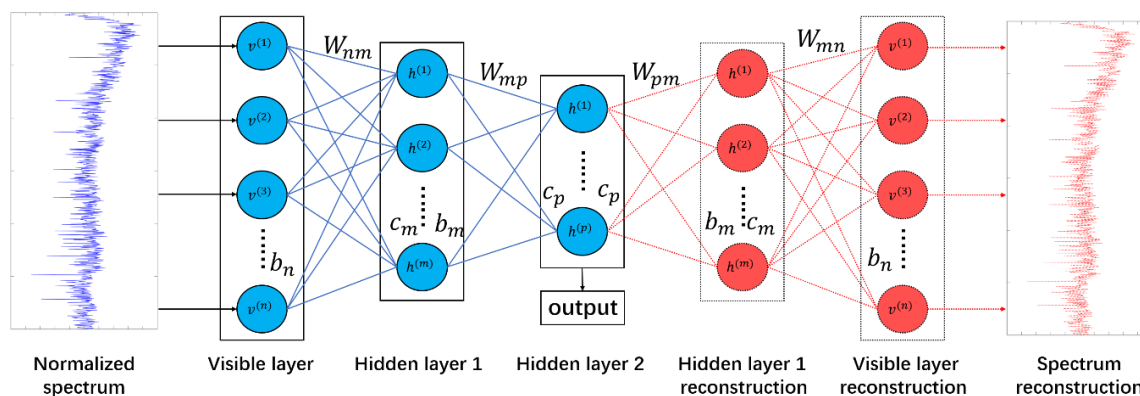 v⁽¹⁾
v⁽²⁾
v⁽³⁾
b_n
v⁽ⁿ⁾
W_nm
h⁽¹⁾
h⁽²⁾
c_m b_m
h⁽ᵐ⁾
W_mp
h⁽¹⁾
c_p c_p
h⁽ᵖ⁾
output
W_pm
h⁽¹⁾
h⁽²⁾
b_m c_m
h⁽ᵐ⁾
W_mn
v⁽¹⁾
v⁽²⁾
v⁽³⁾
b_n
v⁽ⁿ⁾
Normalized
spectrum
Visible layer
Hidden layer 1
Hidden layer 2
Hidden layer 1
reconstruction
Visible layer
reconstruction
Spectrum
reconstruction